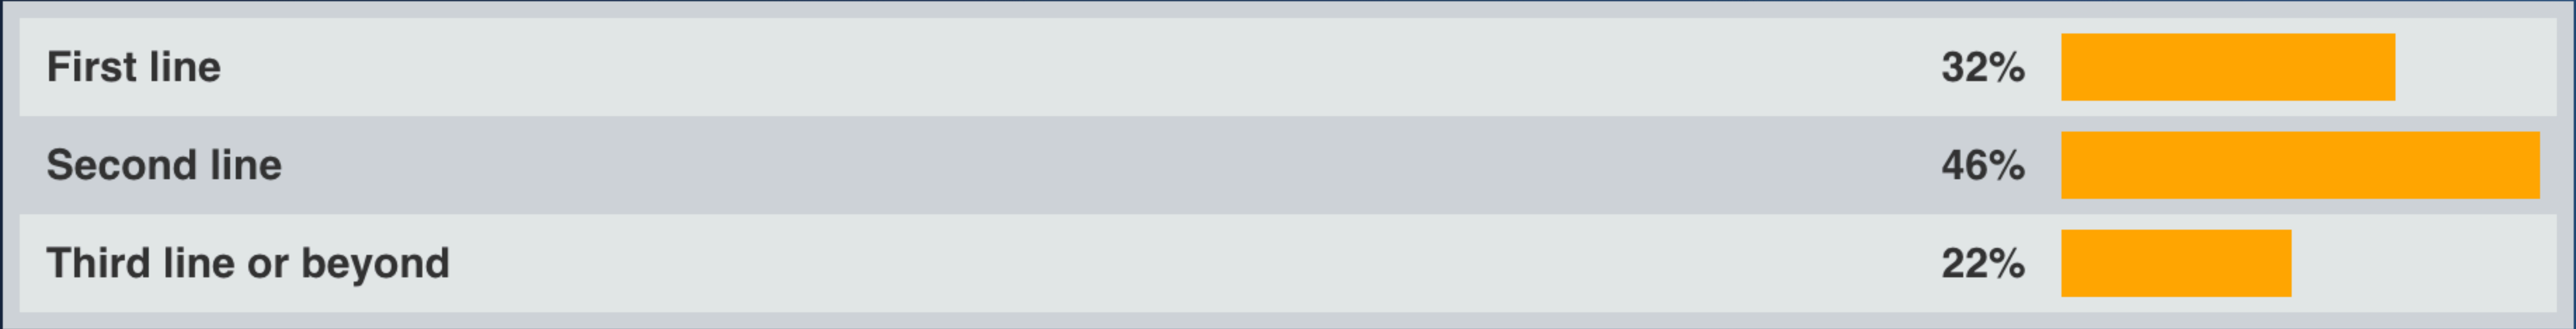 First line 32%
Second line 46%
Third line or beyond 22%